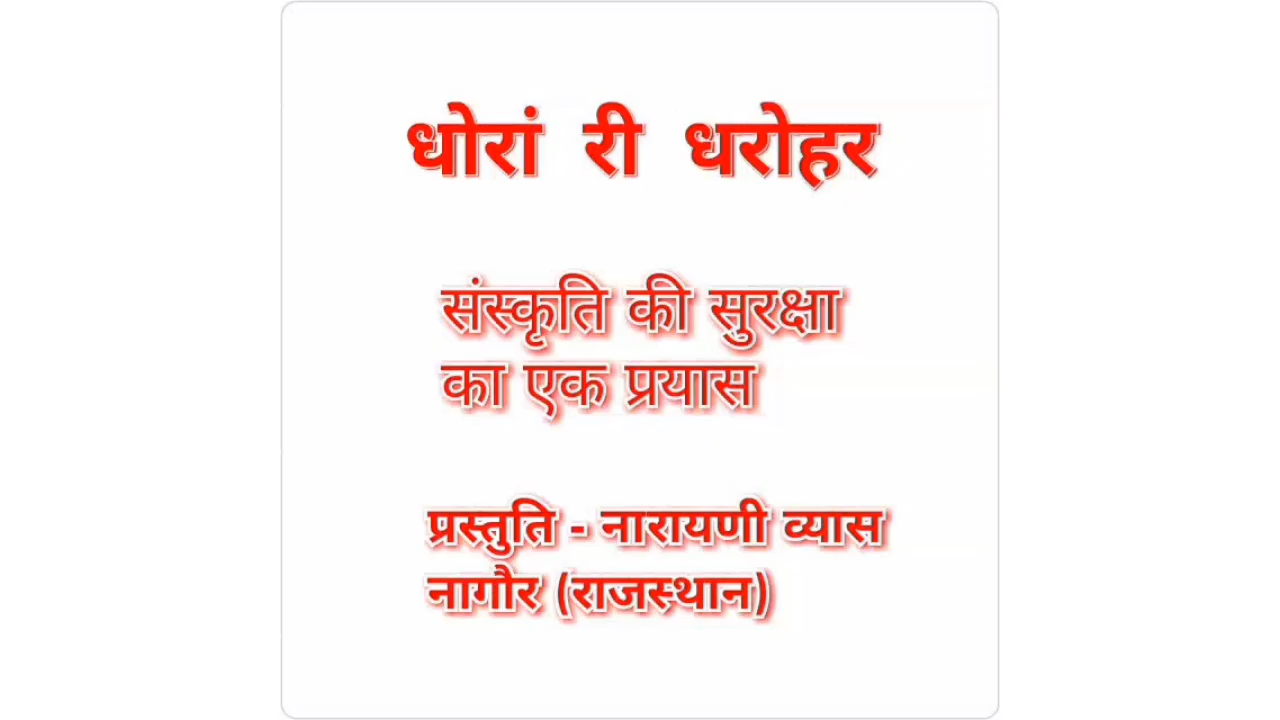 धोरां री धरोहर
संस्कृति की सुरक्षा
का एक प्रयास
प्रस्तुति - नारायणी व्यास
नागौर (राजस्थान)